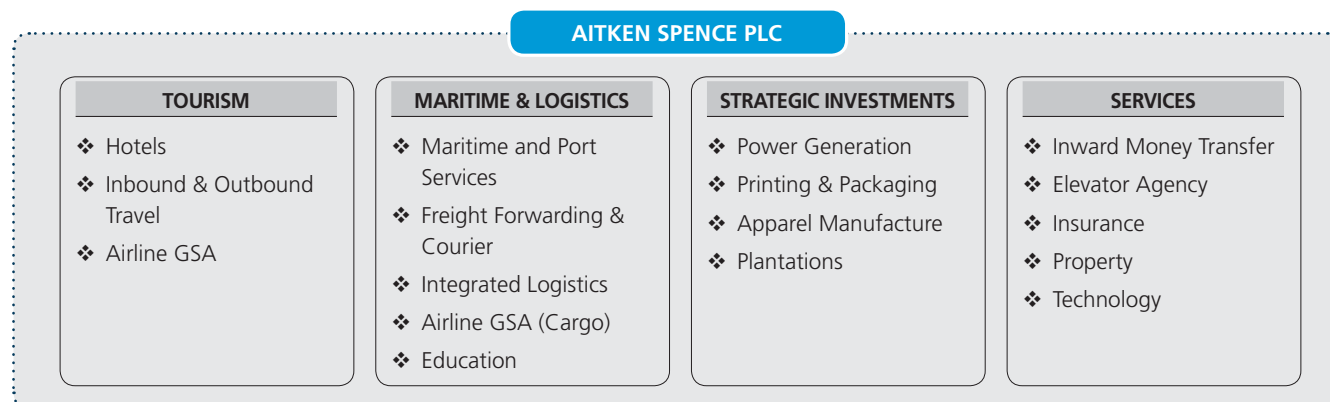 AITKEN SPENCE PLC
TOURISM
❖ Hotels
❖ Inbound & Outbound
Travel
❖ Airline GSA
MARITIME & LOGISTICS
❖ Maritime and Port
Services
❖ Freight Forwarding &
Courier
❖ Integrated Logistics
❖ Airline GSA (Cargo)
❖ Education
STRATEGIC INVESTMENTS
❖ Power Generation
❖ Printing & Packaging
❖ Apparel Manufacture
❖ Plantations
SERVICES
❖ Inward Money Transfer
❖ Elevator Agency
❖ Insurance
❖ Property
❖ Technology